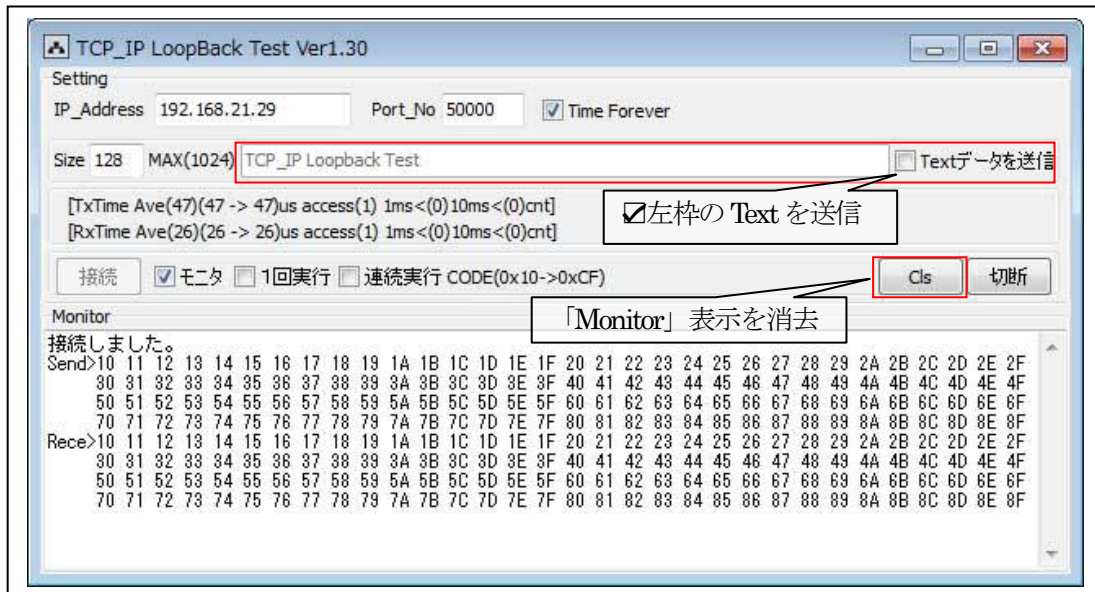 TCP_IP LoopBack Test Ver1.30
Setting
IP_Address 192.168.21.29 Port_No 50000 Time Forever
Size 128 MAX(1024) TCP_IP Loopback Test Textデータを送信
[TxTime Ave(47)(47 -> 47)us access(1) 1ms<(0)10ms<(0)cnt]
[RxTime Ave(26)(26 -> 26)us access(1) 1ms<(0)10ms<(0)cnt]
☑左枠の Text を送信
接続 モニタ 1回実行 連続実行 CODE(0x10->0xCF) Cls 切断
「Monitor」表示を消去
Monitor
接続しました。
Send>10 11 12 13 14 15 16 17 18 19 1A 1B 1C 1D 1E 1F 20 21 22 23 24 25 26 27 28 29 2A 2B 2C 2D 2E 2F
30 31 32 33 34 35 36 37 38 39 3A 3B 3C 3D 3E 3F 40 41 42 43 44 45 46 47 48 49 4A 4B 4C 4D 4E 4F
50 51 52 53 54 55 56 57 58 59 5A 5B 5C 5D 5E 5F 60 61 62 63 64 65 66 67 68 69 6A 6B 6C 6D 6E 6F
70 71 72 73 74 75 76 77 78 79 7A 7B 7C 7D 7E 7F 80 81 82 83 84 85 86 87 88 89 8A 8B 8C 8D 8E 8F
Rece>10 11 12 13 14 15 16 17 18 19 1A 1B 1C 1D 1E 1F 20 21 22 23 24 25 26 27 28 29 2A 2B 2C 2D 2E 2F
30 31 32 33 34 35 36 37 38 39 3A 3B 3C 3D 3E 3F 40 41 42 43 44 45 46 47 48 49 4A 4B 4C 4D 4E 4F
50 51 52 53 54 55 56 57 58 59 5A 5B 5C 5D 5E 5F 60 61 62 63 64 65 66 67 68 69 6A 6B 6C 6D 6E 6F
70 71 72 73 74 75 76 77 78 79 7A 7B 7C 7D 7E 7F 80 81 82 83 84 85 86 87 88 89 8A 8B 8C 8D 8E 8F